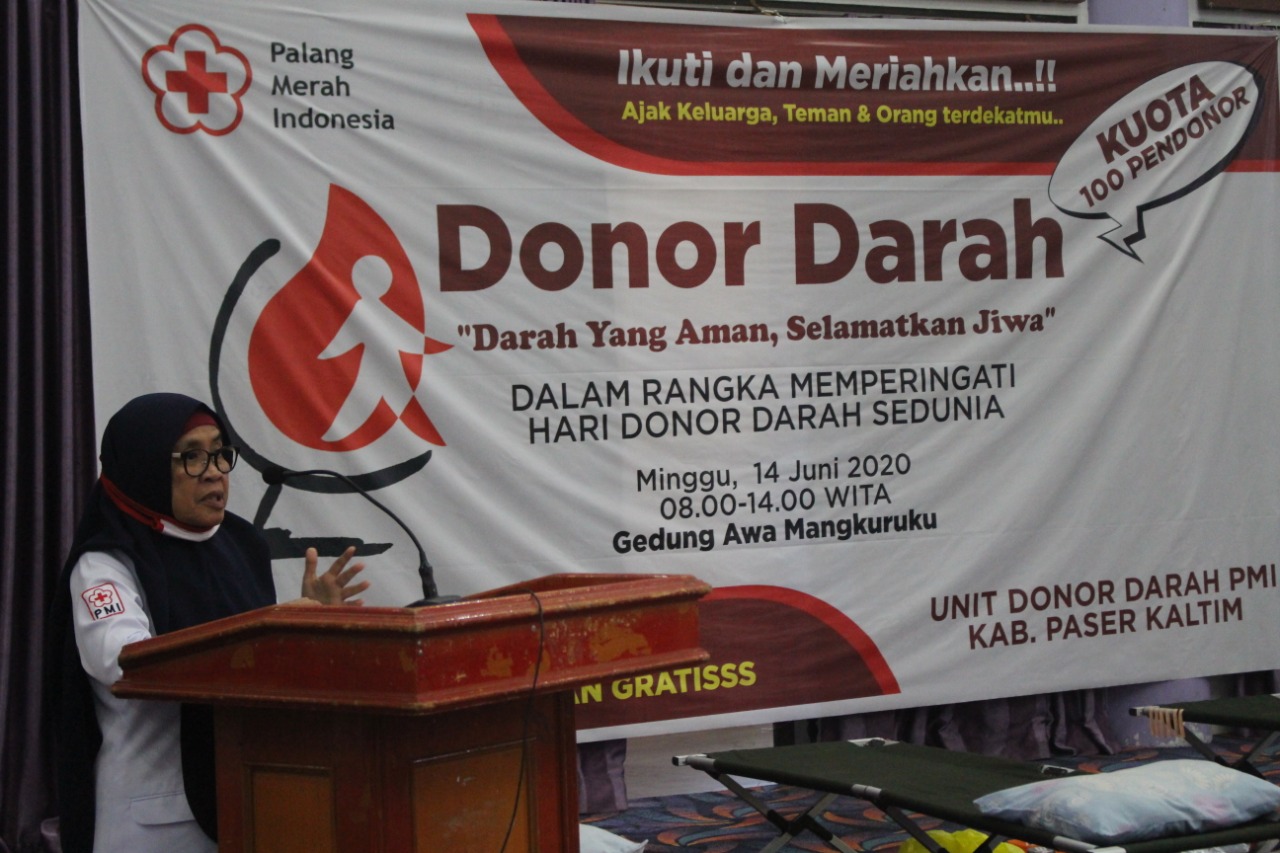 Palang
Merah
Indonesia
Ikuti dan Meriahkan..!!
Ajak Keluarga, Teman & Orang terdekatmu..
KUOTA
100 PENDONOR
Donor Darah
"Darah Yang Aman, Selamatkan Jiwa"
DALAM RANGKA MEMPERINGATI
HARI DONOR DARAH SEDUNIA
Minggu, 14 Juni 2020
08.00-14.00 WITA
Gedung Awa Mangkuruku
UNIT DONOR DARAH PMI
KAB. PASER KALTIM
GRATISSS
PMI